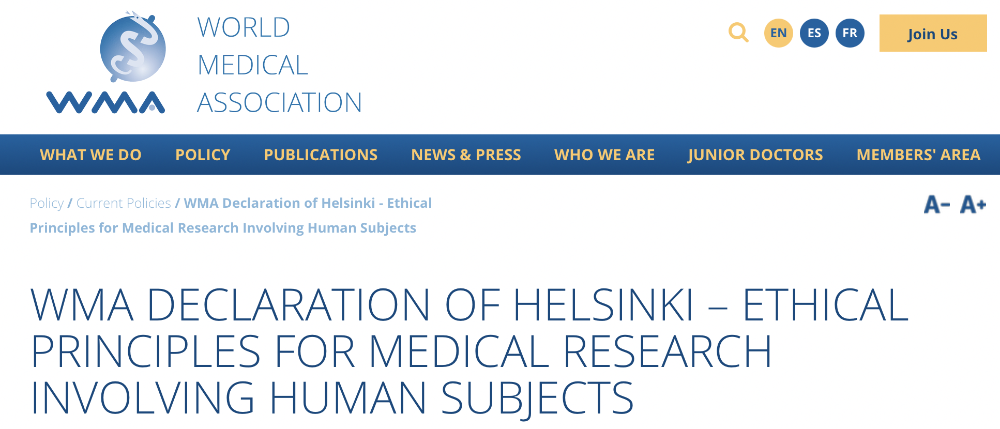 WMA
WORLD
MEDICAL
ASSOCIATION
EN ES FR Join Us
WHAT WE DO POLICY PUBLICATIONS NEWS & PRESS WHO WE ARE JUNIOR DOCTORS MEMBERS' AREA
Policy / Current Policies / WMA Declaration of Helsinki - Ethical
Principles for Medical Research Involving Human Subjects
A- A+
WMA DECLARATION OF HELSINKI – ETHICAL
PRINCIPLES FOR MEDICAL RESEARCH
INVOLVING HUMAN SUBJECTS